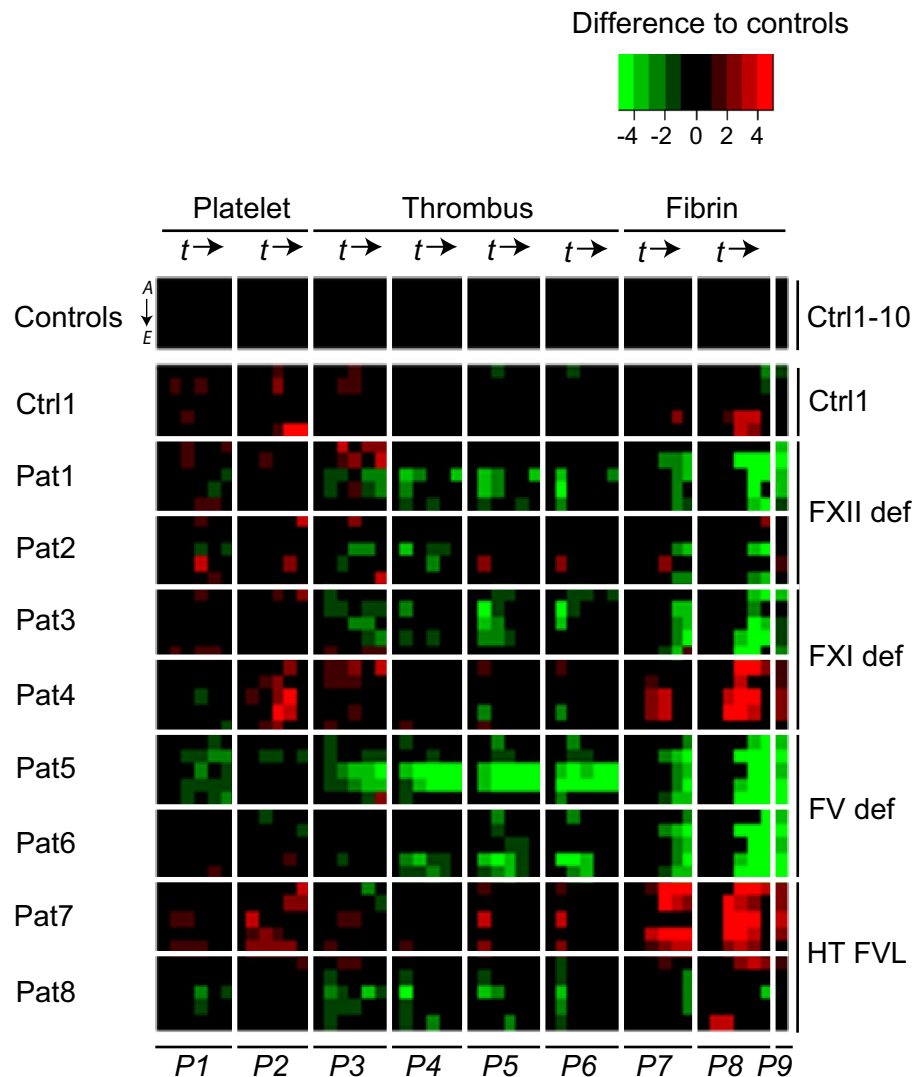 Difference to controls
-4 -2 0 2 4
Platelet Thrombus Fibrin
t t t t t t t t
Controls A E Ctrl1-10
Ctrl1 Ctrl1
Pat1
FXII def
Pat2
Pat3
FXI def
Pat4
Pat5
FV def
Pat6
Pat7
HT FVL
Pat8
P1 P2 P3 P4 P5 P6 P7 P8 P9